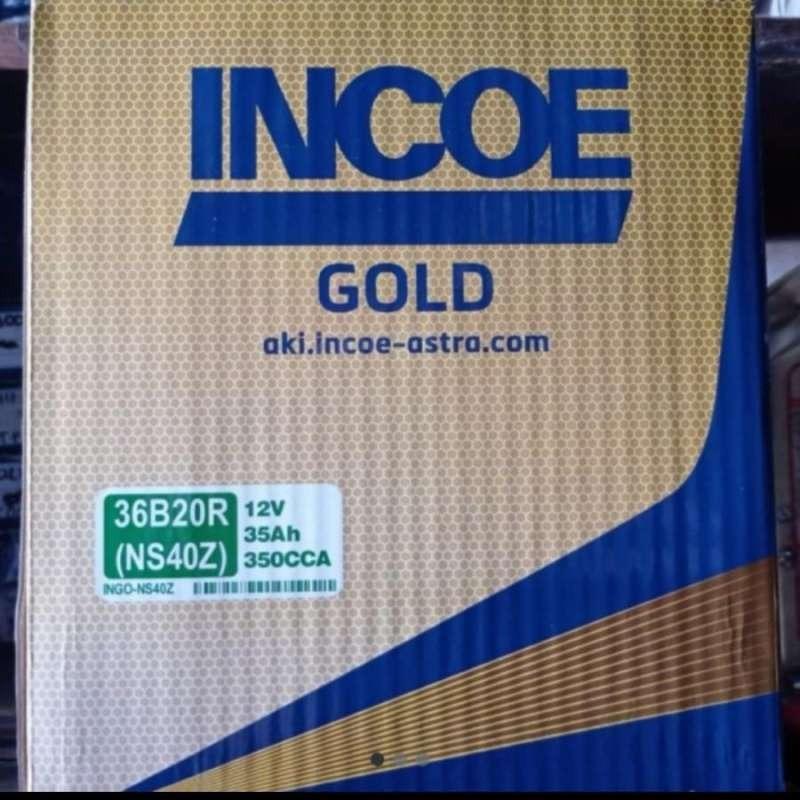 INCOE
GOLD
aki.incoe-astra.com
36B20R
(NS40Z)
12V
35Ah
350CCA
INGO-NS40Z